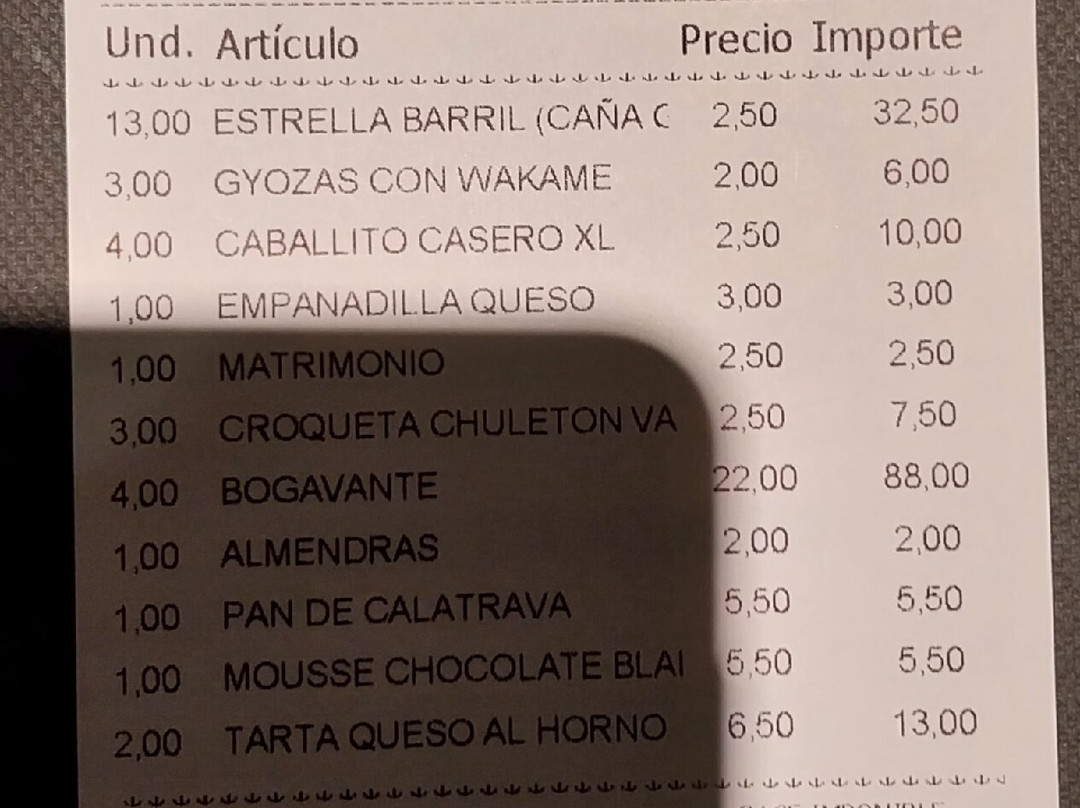 Und. Artículo Precio Importe
13,00 ESTRELLA BARRIL (CAÑA 2,50 32,50
3,00 GYOZAS CON WAKAME 2,00 6,00
4,00 CABALLITO CASERO XL 2,50 10,00
1,00 EMPANADILLA QUESO 3,00 3,00
1,00 MATRIMONIO 2,50 2,50
3,00 CROQUETA CHULETON VA 2,50 7,50
4,00 BOGAVANTE 22,00 88,00
1,00 ALMENDRAS 2,00 2,00
1,00 PAN DE CALATRAVA 5,50 5,50
1,00 MOUSSE CHOCOLATE BLA 5,50 5,50
2,00 TARTA QUESO AL HORNO 6,50 13,00